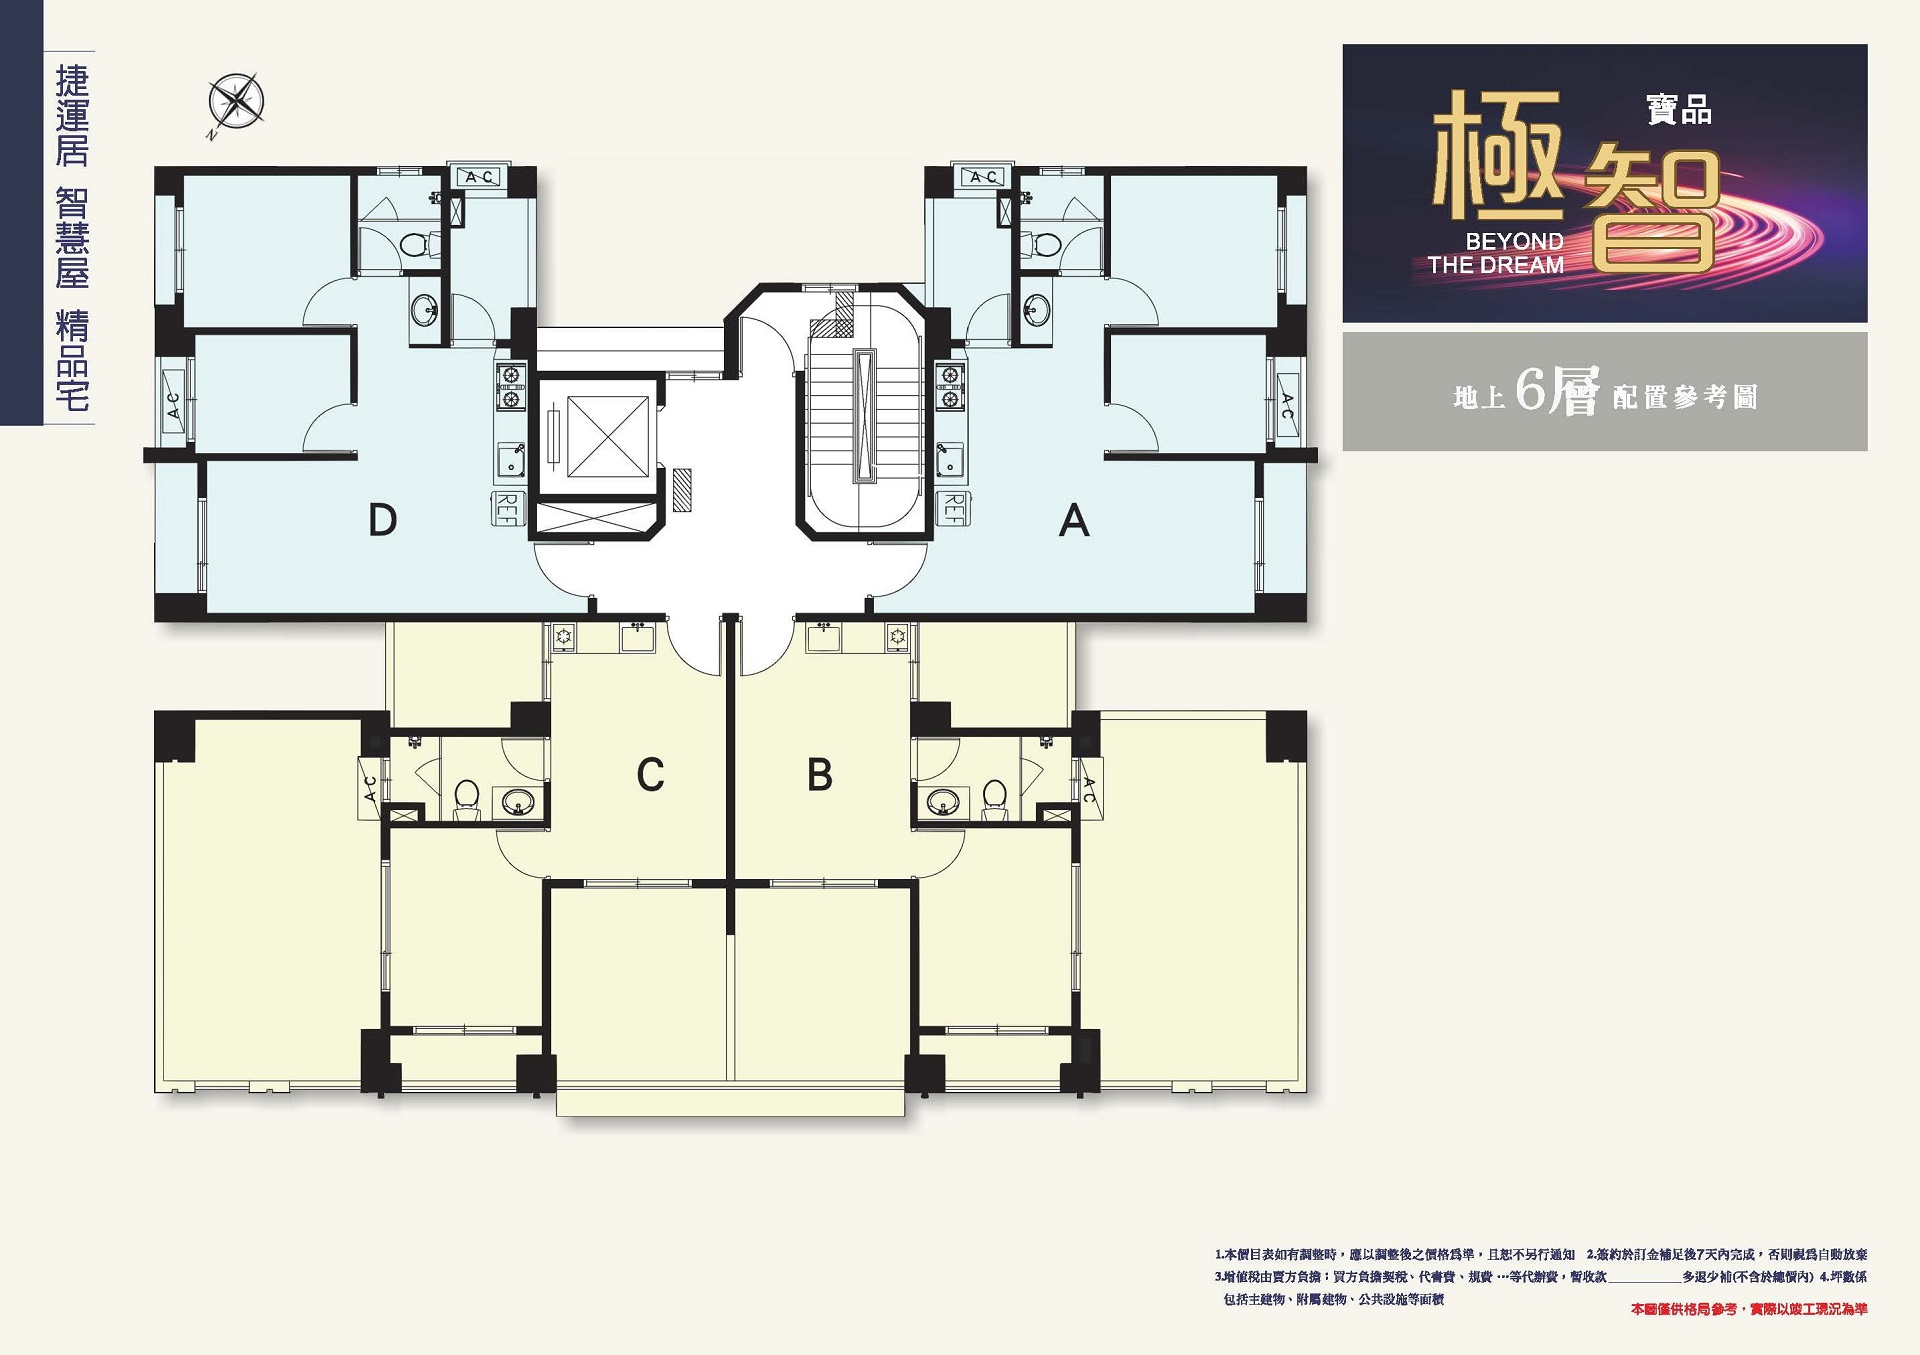 捷運居 智慧屋 精品宅
N
寶品
極智
BEYOND
THE DREAM
地上6層配置參考圖
AC
AC
AC
AC
REF
REF
D
A
C
B
AC
AC
1.本價目表如有調整時，應以調整後之價格爲準，且恕不另行通知 2.簽約於訂金補足後7天內完成，否則視爲自動放棄
3.增值稅由賣方負擔；買方負擔契稅、代書費、規費…等代辦費，暫收款__________多退少補(不含於總價內) 4.坪數係
包括主建物、附屬建物、公共設施等面積
本圖僅供格局參考，實際以竣工現況為準